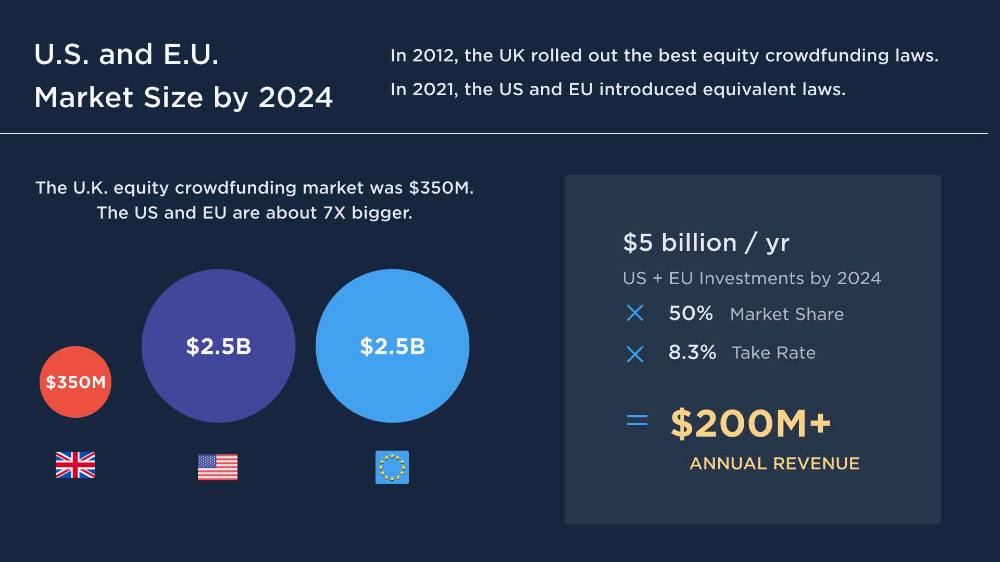 U.S. and E.U.
Market Size by 2024
In 2012, the UK rolled out the best equity crowdfunding laws.
In 2021, the US and EU introduced equivalent laws.
The U.K. equity crowdfunding market was $350M.
The US and EU are about 7X bigger.
$350M
$2.5B
$2.5B
$5 billion / yr
US + EU Investments by 2024
× 50% Market Share
× 8.3% Take Rate
= $200M+
ANNUAL REVENUE